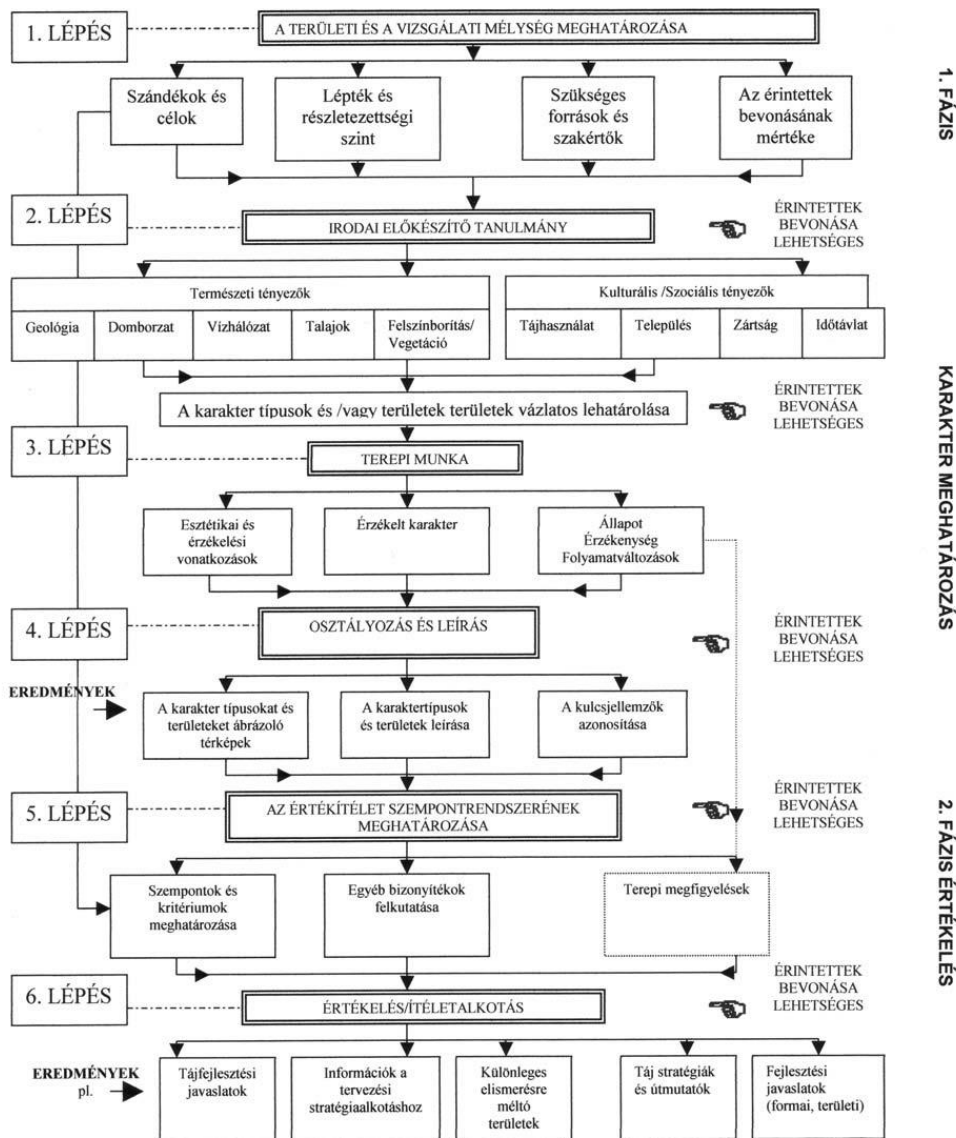 1. LÉPÉS
A TERÜLETI ÉS A VIZSGÁLATI MÉLYSÉG MEGHATÁROZÁSA
Szándékok és
célok
Lépték és
részletezettségi
szint
Szükséges
források és
szakértők
Az érintettek
bevonásának
mértéke
1. FÁZIS
2. LÉPÉS
IRODAI ELŐKÉSZÍTŐ TANULMÁNY
ÉRINTETTEK
BEVONÁSA
LEHETSÉGES
Természeti tényezők
Kulturális /Szociális tényezők
Geológia
Domborzat
Vízhálózat
Talajok
Felszínborítás/
Vegetáció
Tájhasználat
Település
Zártság
Időtávlat
A karakter típusok és /vagy területek területek vázlatos lehatárolása
ÉRINTETTEK
BEVONÁSA
LEHETSÉGES
KARAKTER MEGHATÁROZÁS
3. LÉPÉS
TEREPI MUNKA
Esztétikai és
érzékelési
vonatkozások
Érzékelt karakter
Állapot
Érzékenység
Folyamatváltozások
4. LÉPÉS
OSZTÁLYOZÁS ÉS LEÍRÁS
ÉRINTETTEK
BEVONÁSA
LEHETSÉGES
EREDMÉNYEK
A karakter típusokat és
területeket ábrázoló
térképek
A karaktertípusok
és területek leírása
A kulcsjellemzők
azonosítása
5. LÉPÉS
AZ ÉRTÉKÍTÉLET SZEMPONTRENDSZERÉNEK
MEGHATÁROZÁSA
ÉRINTETTEK
BEVONÁSA
LEHETSÉGES
2. FÁZIS ÉRTÉKELÉS
Szempontok és
kritériumok
meghatározása
Egyéb bizonyítékok
felkutatása
Terepi megfigyelések
6. LÉPÉS
ÉRTÉKELÉS/ÍTÉLETALKOTÁS
ÉRINTETTEK
BEVONÁSA
LEHETSÉGES
EREDMÉNYEK
pl.
Tájfejlesztési
javaslatok
Információk a
tervezési
stratégiaalkotáshoz
Különleges
elismerésre
méltó
területek
Táj stratégiák
és útmutatók
Fejlesztési
javaslatok
(formai, területi)